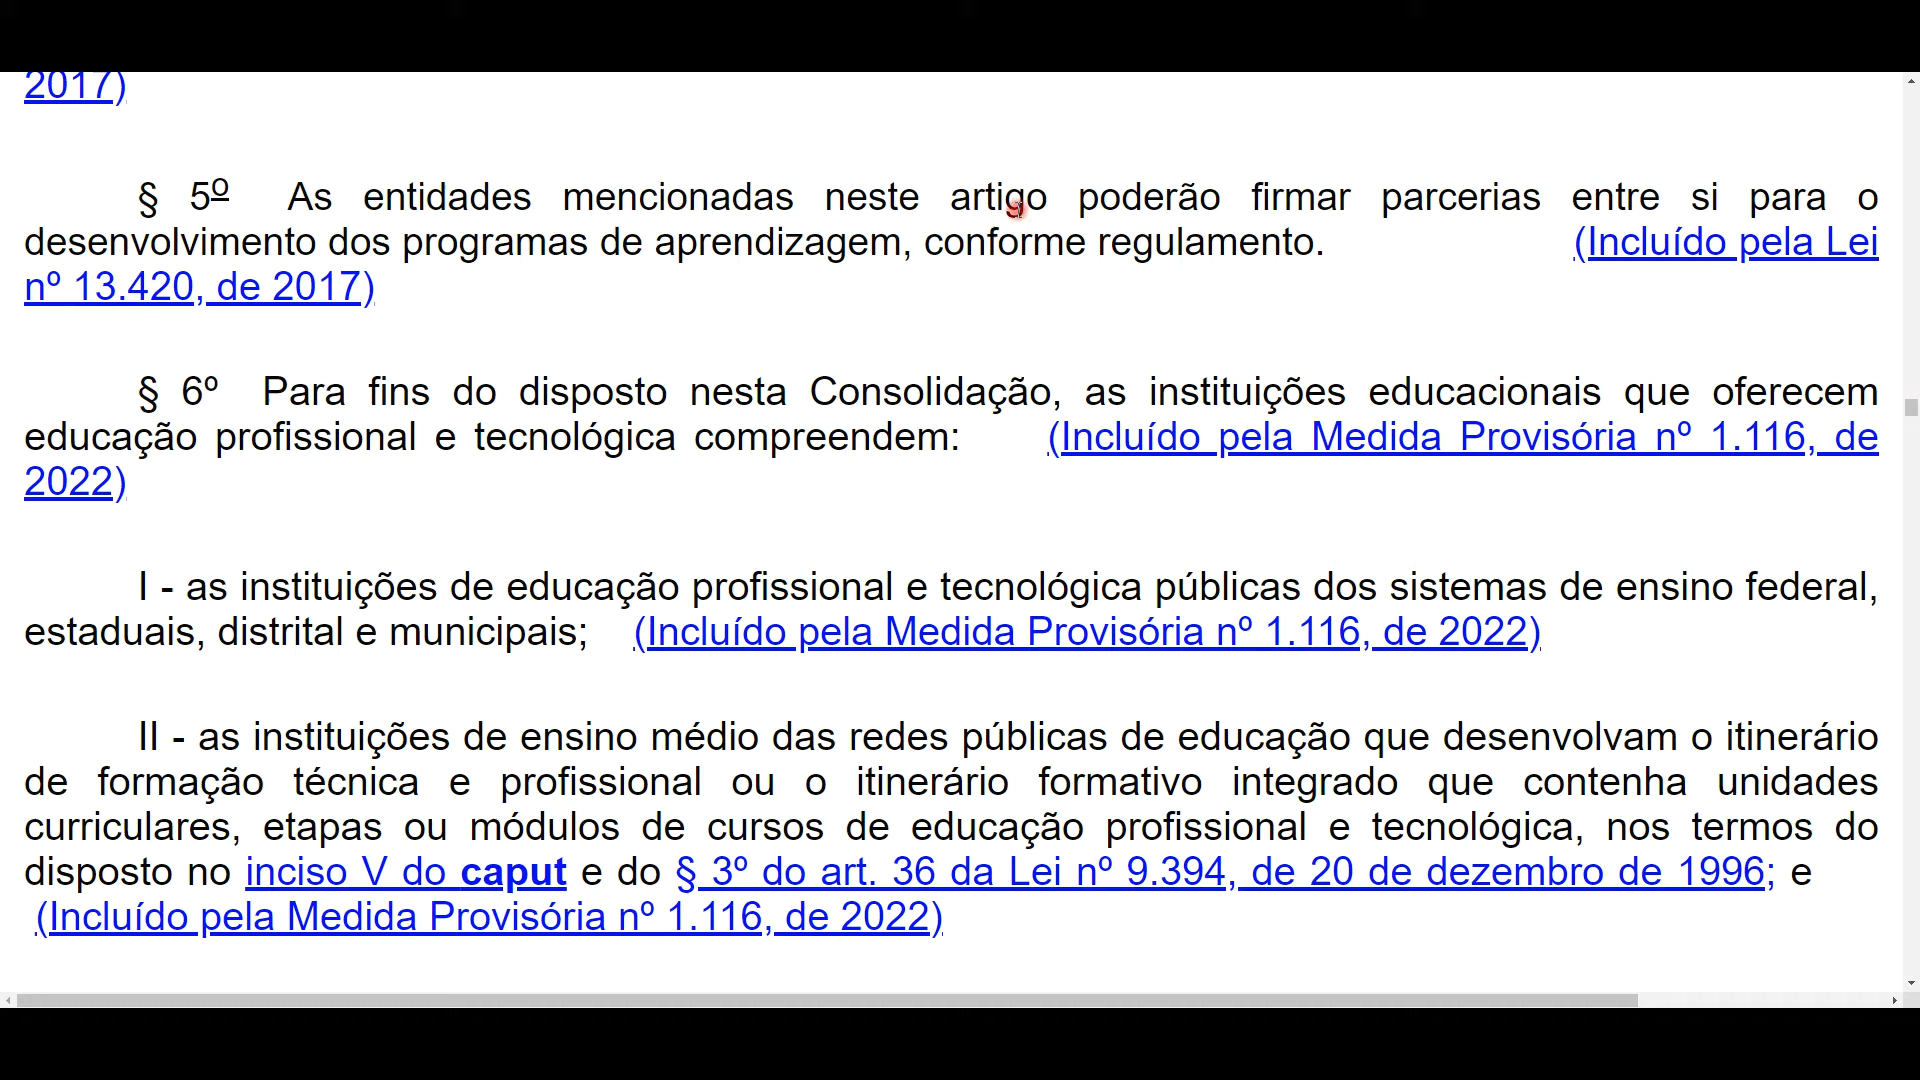 2017)
§ 5º As entidades mencionadas neste artigo poderão firmar parcerias entre si para o
desenvolvimento dos programas de aprendizagem, conforme regulamento. (Incluído pela Lei
nº 13.420, de 2017)
§ 6º Para fins do disposto nesta Consolidação, as instituições educacionais que oferecem
educação profissional e tecnológica compreendem: (Incluído pela Medida Provisória nº 1.116, de
2022)
I - as instituições de educação profissional e tecnológica públicas dos sistemas de ensino federal,
estaduais, distrital e municipais; (Incluído pela Medida Provisória nº 1.116, de 2022)
II - as instituições de ensino médio das redes públicas de educação que desenvolvam o itinerário
de formação técnica e profissional ou o itinerário formativo integrado que contenha unidades
curriculares, etapas ou módulos de cursos de educação profissional e tecnológica, nos termos do
disposto no inciso V do caput e do § 3º do art. 36 da Lei nº 9.394, de 20 de dezembro de 1996; e
(Incluído pela Medida Provisória nº 1.116, de 2022)